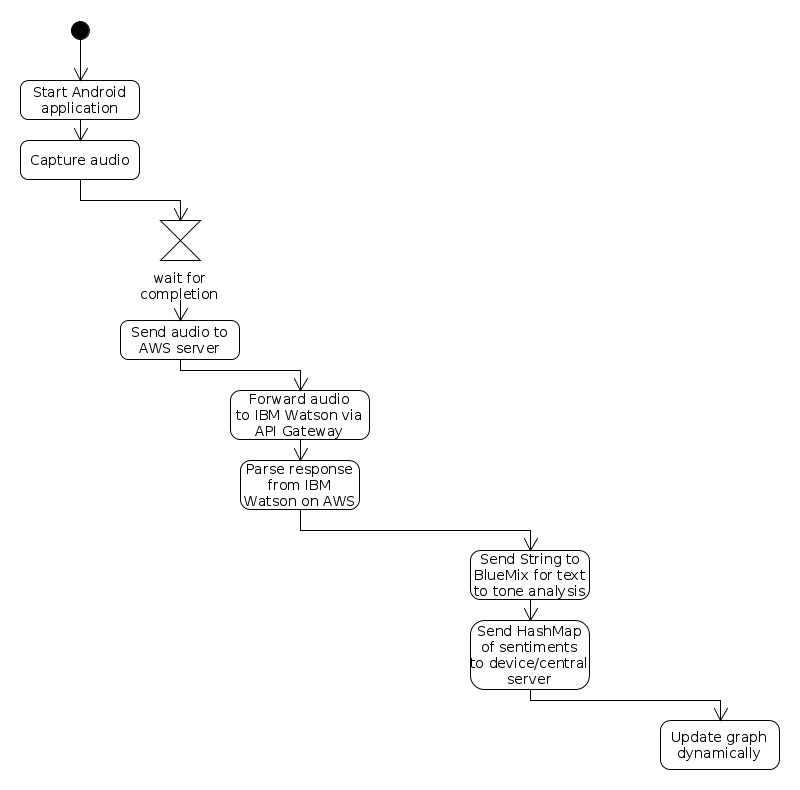 Start Android
application
Capture audio
wait for
completion
Send audio to
AWS server
Forward audio
to IBM Watson via
API Gateway
Parse response
from IBM
Watson on AWS
Send String to
BlueMix for text
to tone analysis
Send HashMap
of sentiments
to device/central
server
Update graph
dynamically